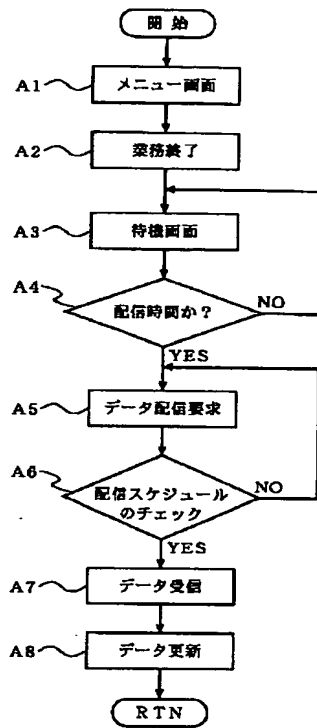 開始
A1
メニュー画面
A2
業務終了
A3
待機画面
A4
配信時間か？
NO
YES
A5
データ配信要求
A6
配信スケジュール
のチェック
NO
YES
A7
データ受信
A8
データ更新
RTN